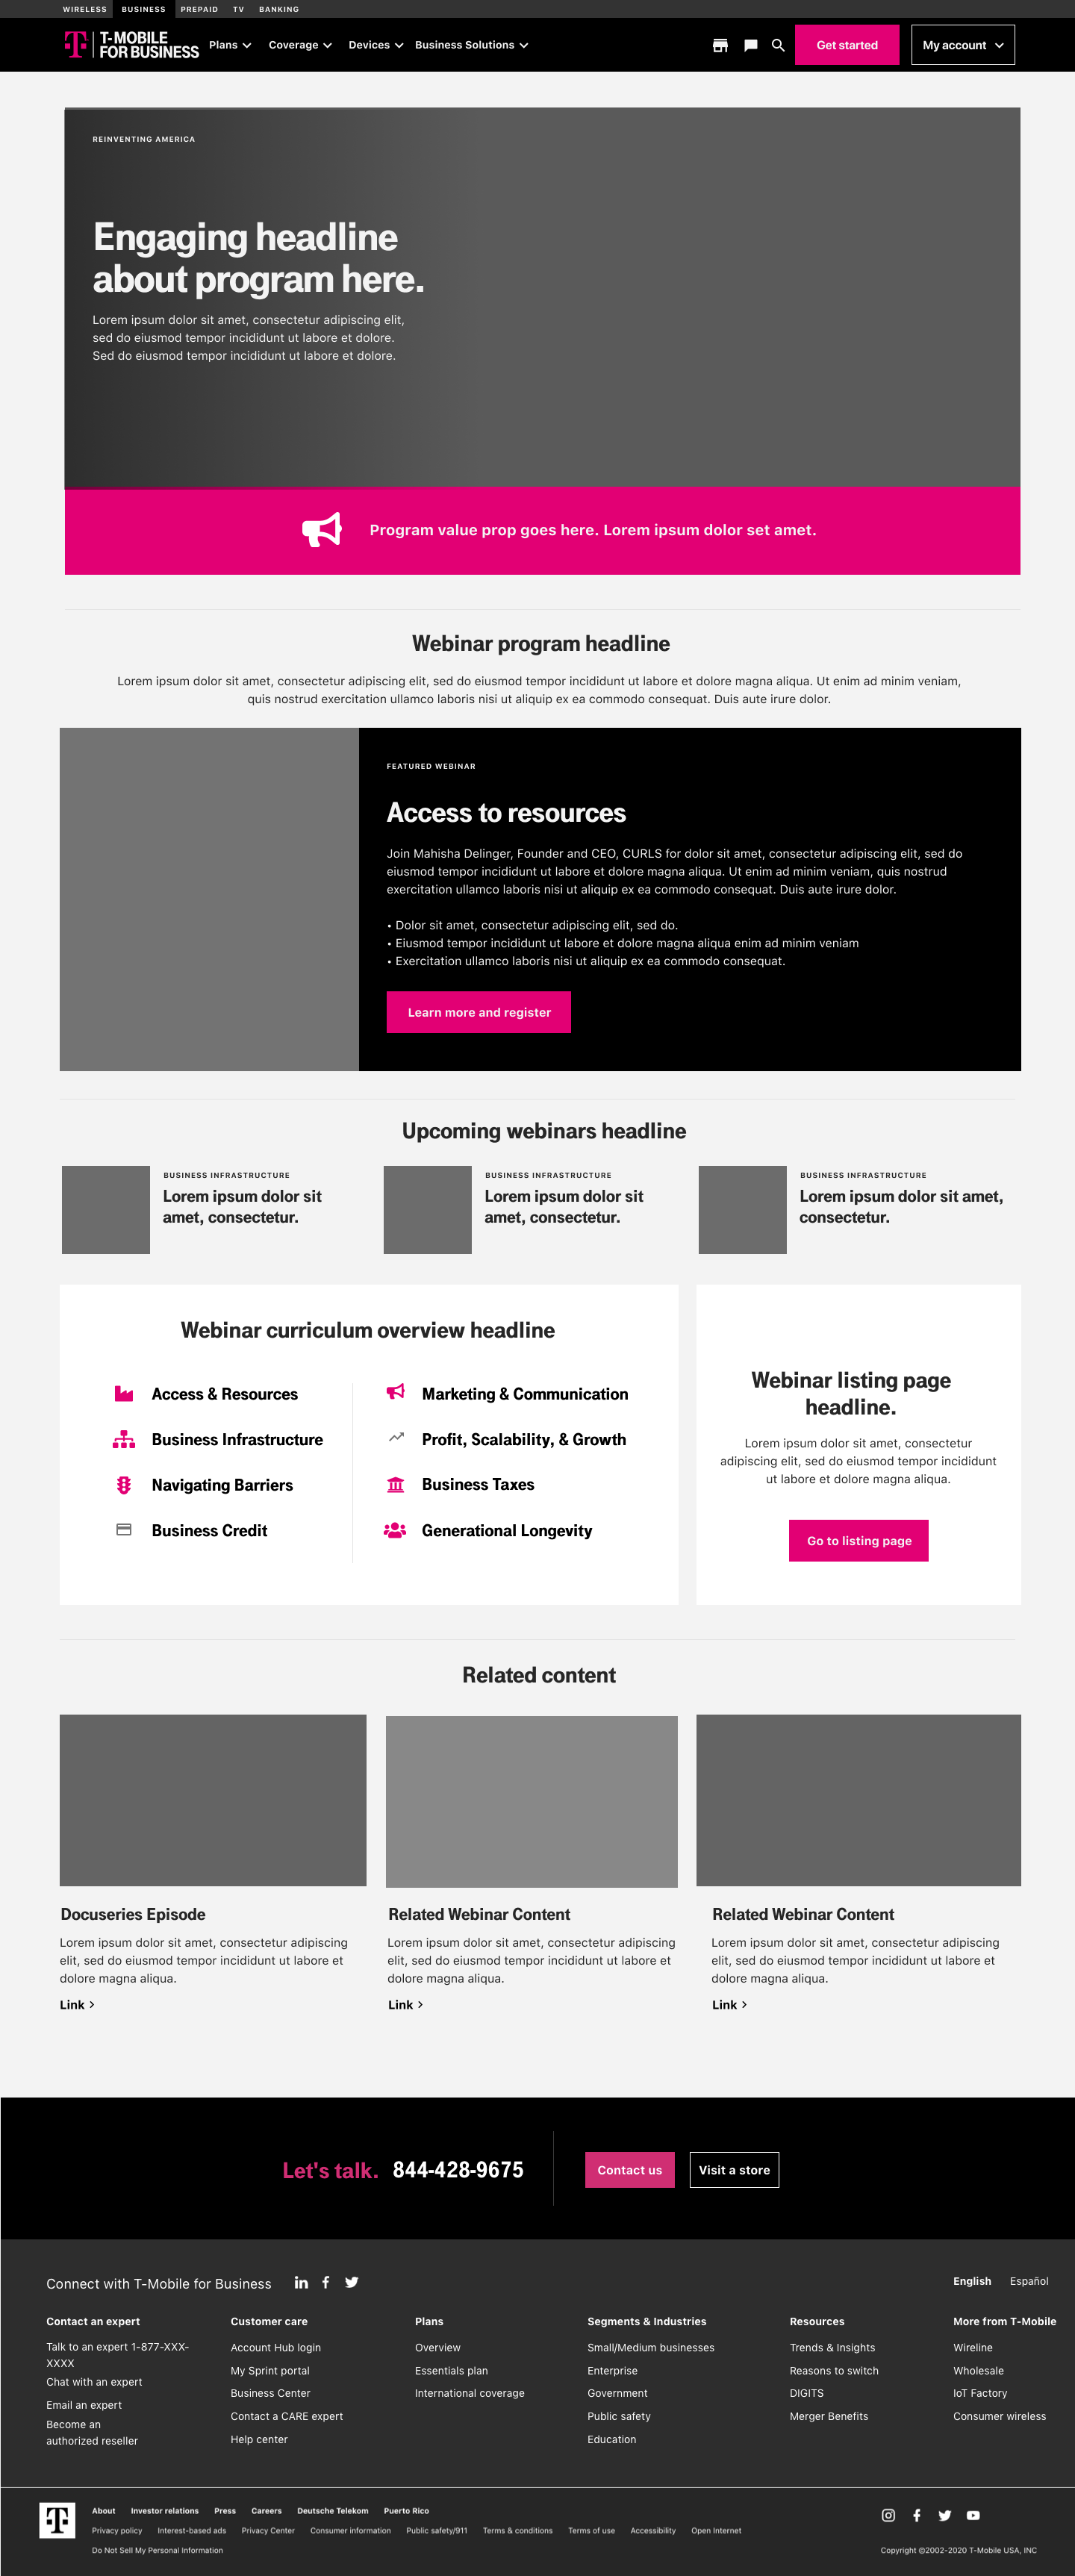 WIRELESS BUSINESS PREPAID TV BANKING
T-MOBILE
FOR BUSINESS
Plans Coverage Devices Business Solutions Get started My account
REINVENTING AMERICA
Engaging headline
about program here.
Lorem ipsum dolor sit amet, consectetur adipiscing elit,
sed do eiusmod tempor incididunt ut labore et dolore.
Sed do eiusmod tempor incididunt ut labore et dolore.
Program value prop goes here. Lorem ipsum dolor set amet.
Webinar program headline
Lorem ipsum dolor sit amet, consectetur adipiscing elit, sed do eiusmod tempor incididunt ut labore et dolore magna aliqua. Ut enim ad minim veniam,
quis nostrud exercitation ullamco laboris nisi ut aliquip ex ea commodo consequat. Duis aute irure dolor.
FEATURED WEBINAR
Access to resources
Join Mahisha Delinger, Founder and CEO, CURLS for dolor sit amet, consectetur adipiscing elit, sed do
eiusmod tempor incididunt ut labore et dolore magna aliqua. Ut enim ad minim veniam, quis nostrud
exercitation ullamco laboris nisi ut aliquip ex ea commodo consequat. Duis aute irure dolor.
• Dolor sit amet, consectetur adipiscing elit, sed do.
• Eiusmod tempor incididunt ut labore et dolore magna aliqua enim ad minim veniam
• Exercitation ullamco laboris nisi ut aliquip ex ea commodo consequat.
Learn more and register
Upcoming webinars headline
BUSINESS INFRASTRUCTURE
Lorem ipsum dolor sit
amet, consectetur.
BUSINESS INFRASTRUCTURE
Lorem ipsum dolor sit
amet, consectetur.
BUSINESS INFRASTRUCTURE
Lorem ipsum dolor sit amet,
consectetur.
Webinar curriculum overview headline
Access & Resources
Business Infrastructure
Navigating Barriers
Business Credit
Marketing & Communication
Profit, Scalability, & Growth
Business Taxes
Generational Longevity
Webinar listing page
headline.
Lorem ipsum dolor sit amet, consectetur
adipiscing elit, sed do eiusmod tempor incididunt
ut labore et dolore magna aliqua.
Go to listing page
Related content
Docuseries Episode
Lorem ipsum dolor sit amet, consectetur adipiscing
elit, sed do eiusmod tempor incididunt ut labore et
dolore magna aliqua.
Link
Related Webinar Content
Lorem ipsum dolor sit amet, consectetur adipiscing
elit, sed do eiusmod tempor incididunt ut labore et
dolore magna aliqua.
Link
Related Webinar Content
Lorem ipsum dolor sit amet, consectetur adipiscing
elit, sed do eiusmod tempor incididunt ut labore et
dolore magna aliqua.
Link
Let's talk. 844-428-9675
Contact us Visit a store
Connect with T-Mobile for Business
English Español
Contact an expert
Talk to an expert 1-877-XXX-
XXXX
Chat with an expert
Email an expert
Become an
authorized reseller
Customer care
Account Hub login
My Sprint portal
Business Center
Contact a CARE expert
Help center
Plans
Overview
Essentials plan
International coverage
Segments & Industries
Small/Medium businesses
Enterprise
Government
Public safety
Education
Resources
Trends & Insights
Reasons to switch
DIGITS
Merger Benefits
More from T-Mobile
Wireline
Wholesale
IoT Factory
Consumer wireless
About Investor relations Press Careers Deutsche Telekom Puerto Rico
Privacy policy Interest-based ads Privacy Center Consumer information Public safety/911 Terms & conditions Terms of use Accessibility Open Internet
Do Not Sell My Personal Information
Copyright ©2002-2020 T-Mobile USA, INC